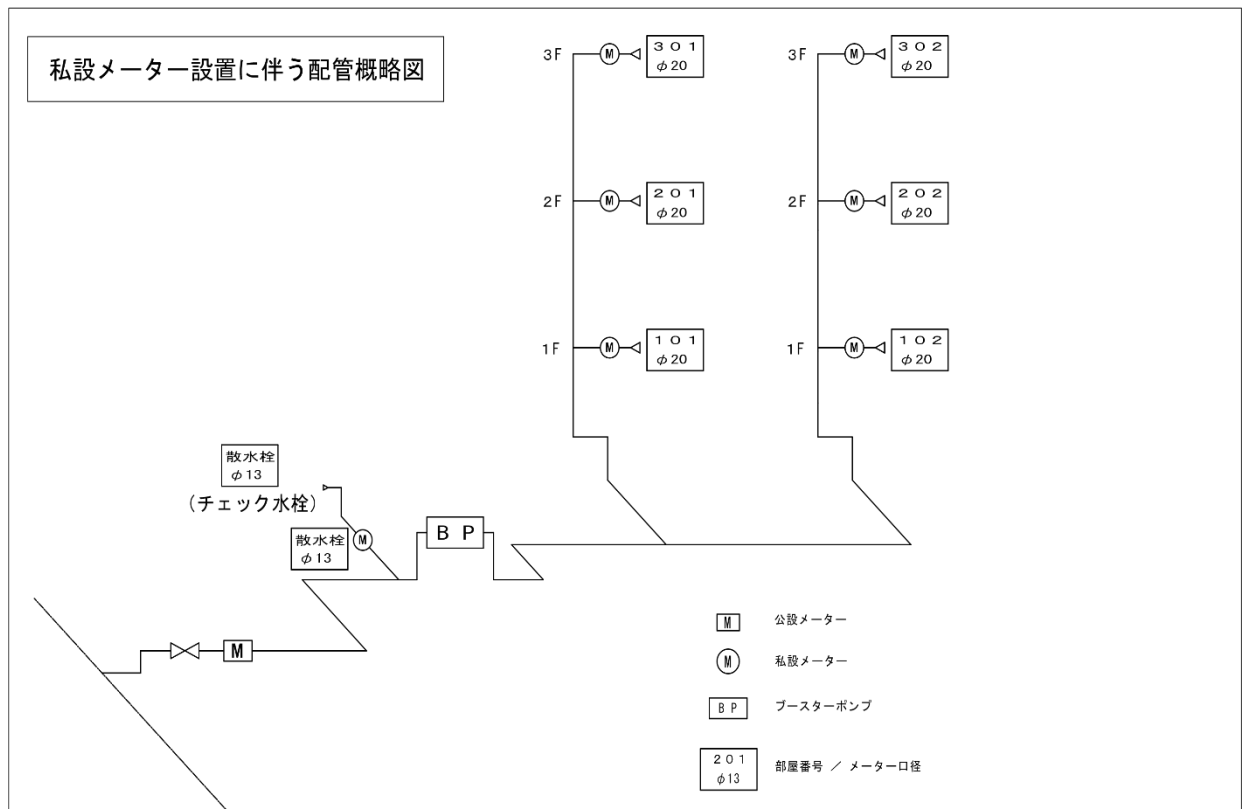 私設メーター設置に伴う配管概略図
3F
M
301
φ20
3F
M
302
φ20
2F
M
201
φ20
2F
M
202
φ20
1F
M
101
φ20
1F
M
102
φ20
散水栓
φ13
(チェック水栓)
散水栓
φ13
M
BP
M
M
公設メーター
M
私設メーター
BP
ブースターポンプ
201
φ13
部屋番号 / メーター口径